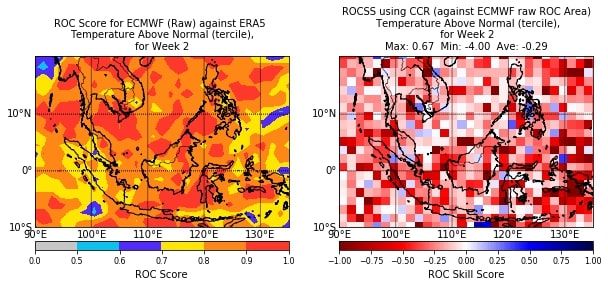 ROC Score for ECMWF (Raw) against ERA5
Temperature Above Normal (tercile),
for Week 2
10°N
0°
10°S
90°E 100°E 110°E 120°E 130°E
0.0 0.5 0.6 0.7 0.8 0.9 1.0
ROC Score
ROCSS using CCR (against ECMWF raw ROC Area)
Temperature Above Normal (tercile),
for Week 2
Max: 0.67 Min: -4.00 Ave: -0.29
10°N
0°
10°S
90°E 100°E 110°E 120°E 130°E
−1.00 −0.75 −0.50 −0.25 0.00 0.25 0.50 0.75 1.00
ROC Skill Score